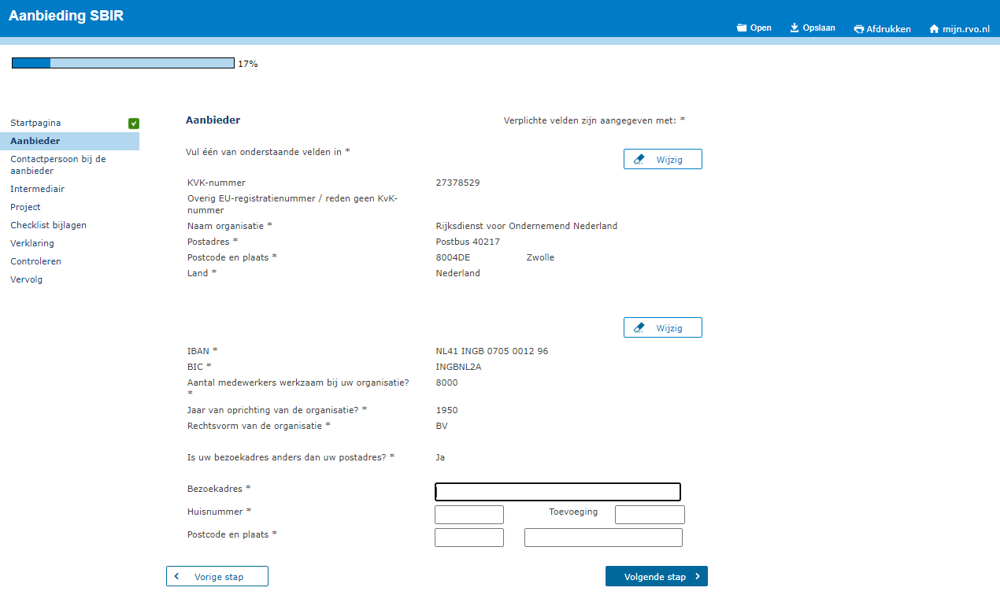 Aanbieding SBIR
Open Opslaan Afdrukken mijn.rvo.nl
17%
Startpagina
Aanbieder
Contactpersoon bij de
aanbieder
Intermediair
Project
Checklist bijlagen
Verklaring
Controleren
Vervolg
Aanbieder
Verplichte velden zijn aangegeven met: *
Vul één van onderstaande velden in *
Wijzig
KVK-nummer 27378529
Overig EU-registratienummer / reden geen KvK-
nummer
Naam organisatie * Rijksdienst voor Ondernemend Nederland
Postadres * Postbus 40217
Postcode en plaats * 8004DE Zwolle
Land * Nederland
Wijzig
IBAN * NL41 INGB 0705 0012 96
BIC * INGBNL2A
Aantal medewerkers werkzaam bij uw organisatie? 8000
*
Jaar van oprichting van de organisatie? * 1950
Rechtsvorm van de organisatie * BV
Is uw bezoekadres anders dan uw postadres? * Ja
Bezoekadres *
Huisnummer * Toevoeging
Postcode en plaats *
Vorige stap Volgende stap